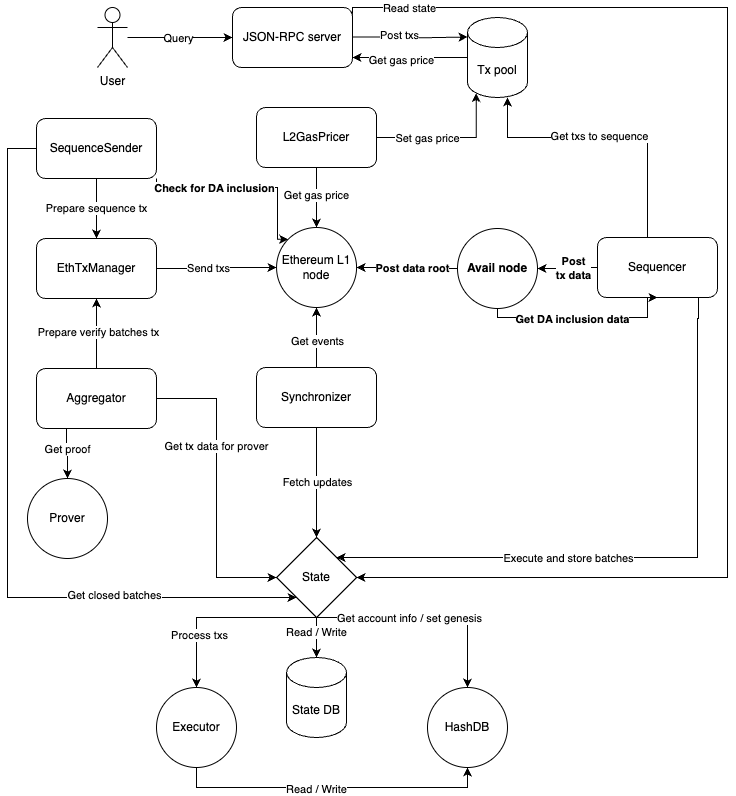 Read state
Query
JSON-RPC server
Post txs
Get gas price
Tx pool
User
SequenceSender
L2GasPricer
Set gas price
Get txs to sequence
Check for DA inclusion
Get gas price
Prepare sequence tx
EthTxManager
Send txs
Ethereum L1
node
Post data root
Avail node
Post
tx data
Sequencer
Get DA inclusion data
Prepare verify batches tx
Get events
Aggregator
Synchronizer
Get proof
Get tx data for prover
Fetch updates
Prover
Execute and store batches
State
Get closed batches
Get account info / set genesis
Process txs
Read / Write
State DB
Executor
HashDB
Read / Write